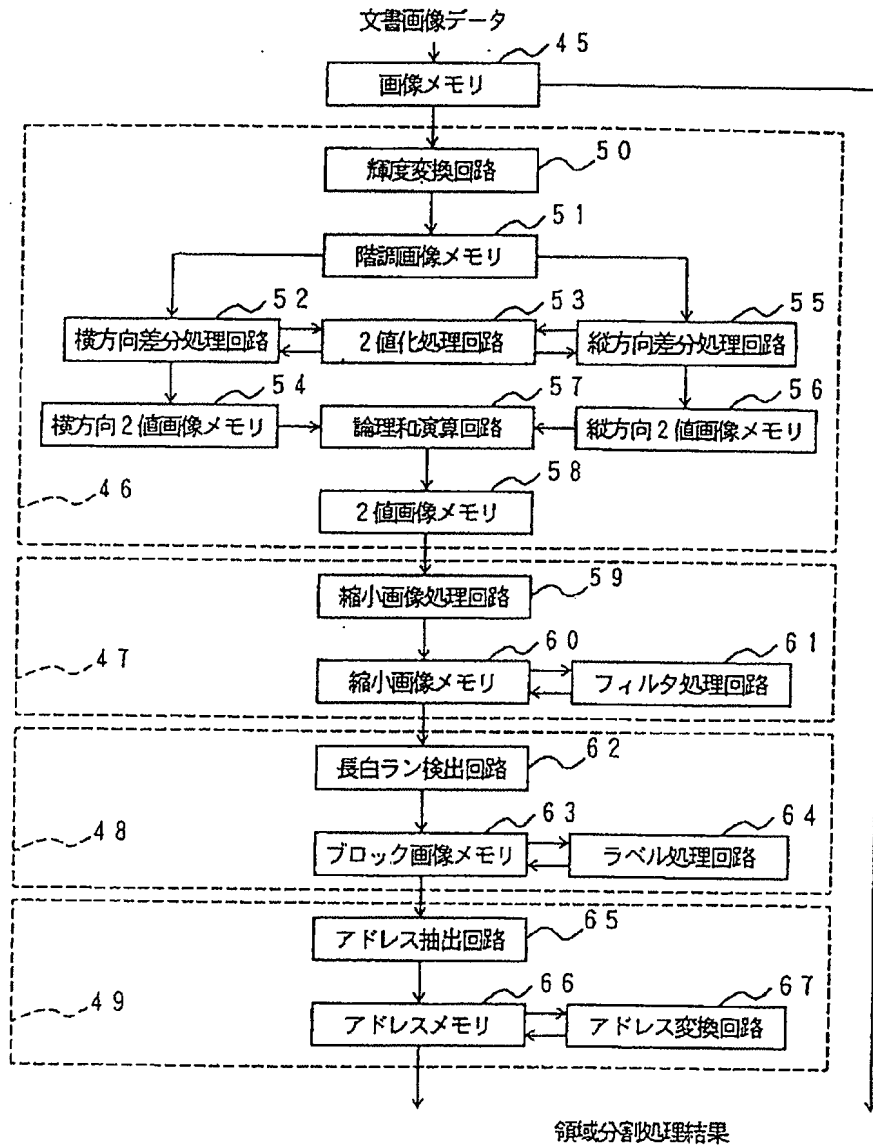 文書画像データ
45
画像メモリ
50
輝度変換回路
51
階調画像メモリ
52
53
55
横方向差分処理回路
2値化処理回路
縦方向差分処理回路
54
57
56
横方向2値画像メモリ
論理和演算回路
縦方向2値画像メモリ
46
58
2値画像メモリ
59
縮小画像処理回路
47
60
61
縮小画像メモリ
フィルタ処理回路
62
長白ラン検出回路
48
63
64
ブロック画像メモリ
ラベル処理回路
65
アドレス抽出回路
49
66
67
アドレスメモリ
アドレス変換回路
領域分割処理結果